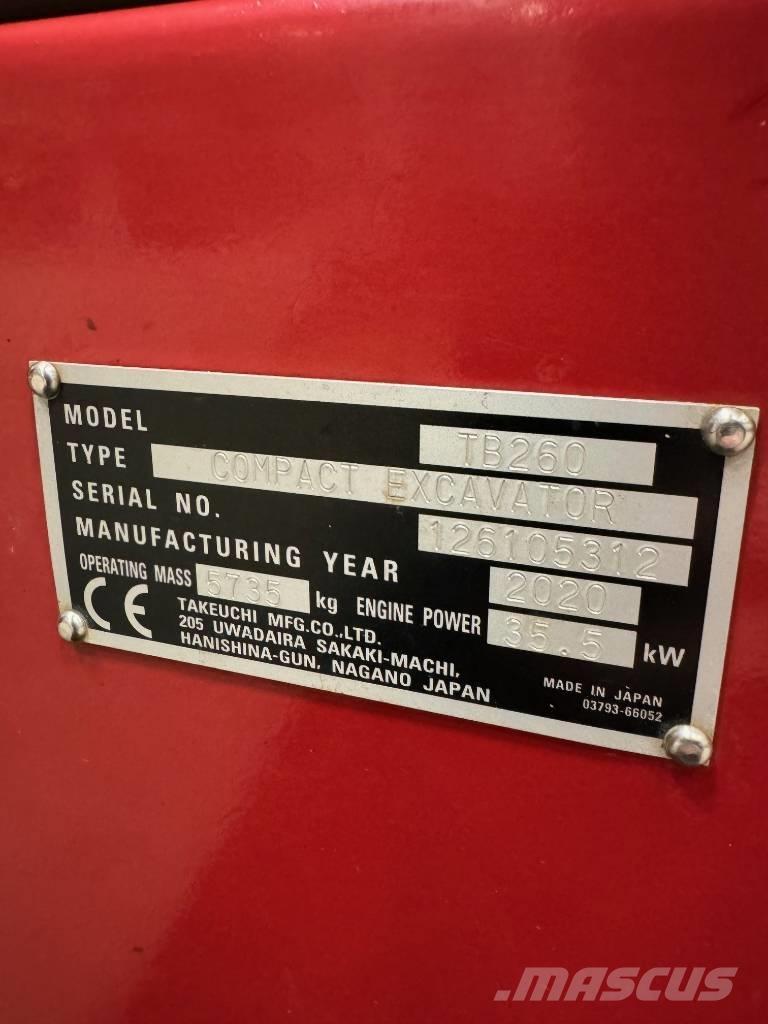 MODEL TB260
TYPE COMPACT EXCAVATOR
SERIAL NO. 126105312
MANUFACTURING YEAR 2020
OPERATING MASS 5735 kg ENGINE POWER 35.5 kW
CE TAKEUCHI MFG.CO.,LTD.
205 UWADAIRA SAKAKI-MACHI,
HANISHINA-GUN, NAGANO JAPAN
MADE IN JAPAN
03793-66052
MASCUS